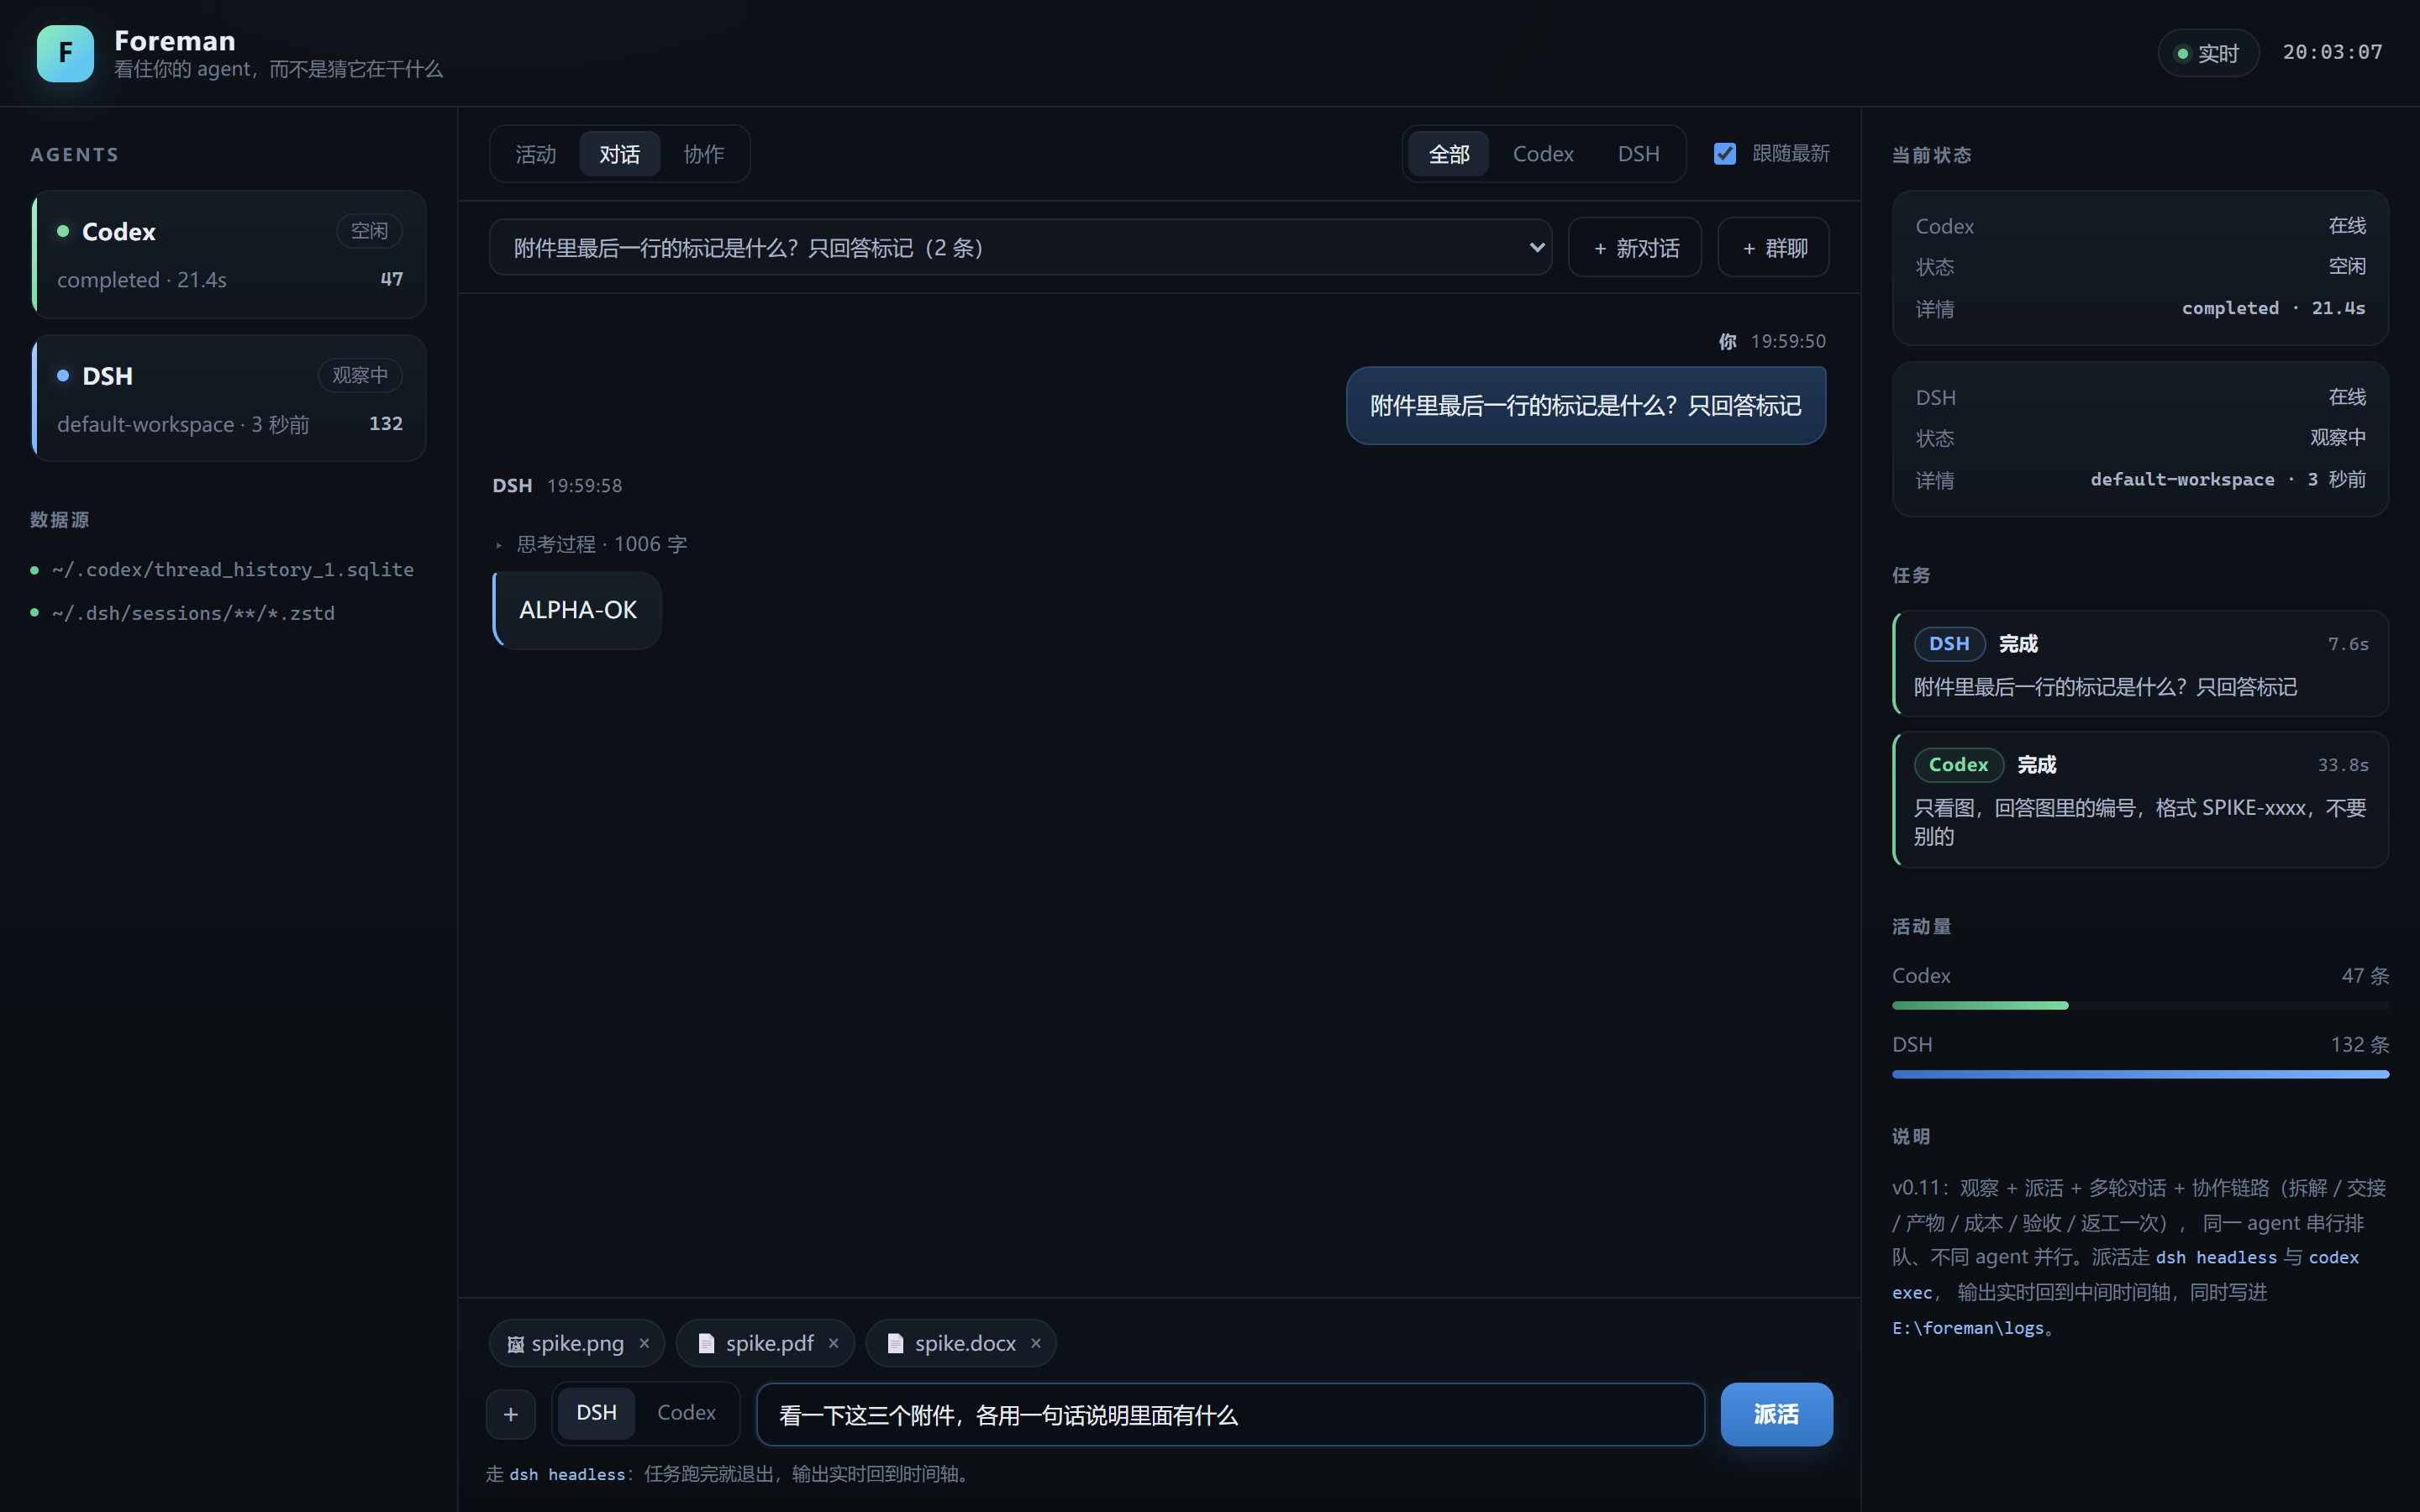 F
Foreman
看住你的 agent，而不是猜它在干什么
实时
20:03:07
AGENTS
Codex
空闲
completed · 21.4s
47
DSH
观察中
default-workspace · 3 秒前
132
数据源
~/.codex/thread_history_1.sqlite
~/.dsh/sessions/**/*.zstd
活动
对话
协作
全部
Codex
DSH
跟随最新
附件里最后一行的标记是什么？只回答标记（2 条）
+ 新对话
+ 群聊
你 19:59:50
附件里最后一行的标记是什么？只回答标记
DSH 19:59:58
思考过程 · 1006 字
ALPHA-OK
spike.png ×
spike.pdf ×
spike.docx ×
+
DSH
Codex
看一下这三个附件，各用一句话说明里面有什么
派活
走 dsh headless：任务跑完就退出，输出实时回到时间轴。
当前状态
Codex
在线
状态
空闲
详情
completed · 21.4s
DSH
在线
状态
观察中
详情
default-workspace · 3 秒前
任务
DSH 完成
7.6s
附件里最后一行的标记是什么？只回答标记
Codex 完成
33.8s
只看图，回答图里的编号，格式 SPIKE-xxxx，不要
别的
活动量
Codex
47 条
DSH
132 条
说明
v0.11：观察 + 派活 + 多轮对话 + 协作链路（拆解 / 交接
/ 产物 / 成本 / 验收 / 返工一次），同一 agent 串行排
队、不同 agent 并行。派活走 dsh headless 与 codex
exec，输出实时回到中间时间轴，同时写进
E:\foreman\logs。